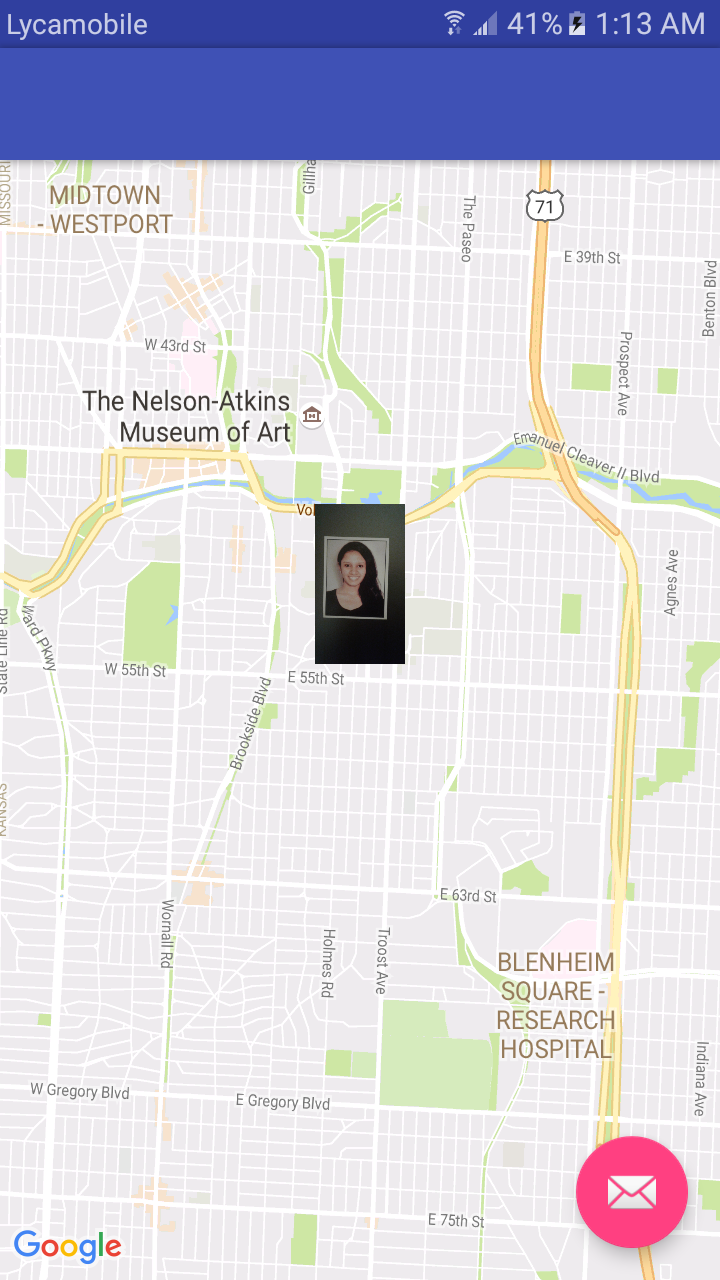 Lycamobile 41% 1:13 AM
MISSOURI
MIDTOWN
- WESTPORT
The Paseo
71
E 39th St
Benton Blvd
W 43rd St
Prospect Ave
The Nelson-Atkins
Museum of Art
Emanuel Cleaver II Blvd
Agnes Ave
State Line Rd
Ward Pkwy
W 55th St
E 55th St
Brookside Blvd
KANSAS
E 63rd St
Wornall Rd
Holmes Rd
Troost Ave
BLENHEIM
SQUARE -
RESEARCH
HOSPITAL
Indiana Ave
W Gregory Blvd
E Gregory Blvd
E 75th St
Google